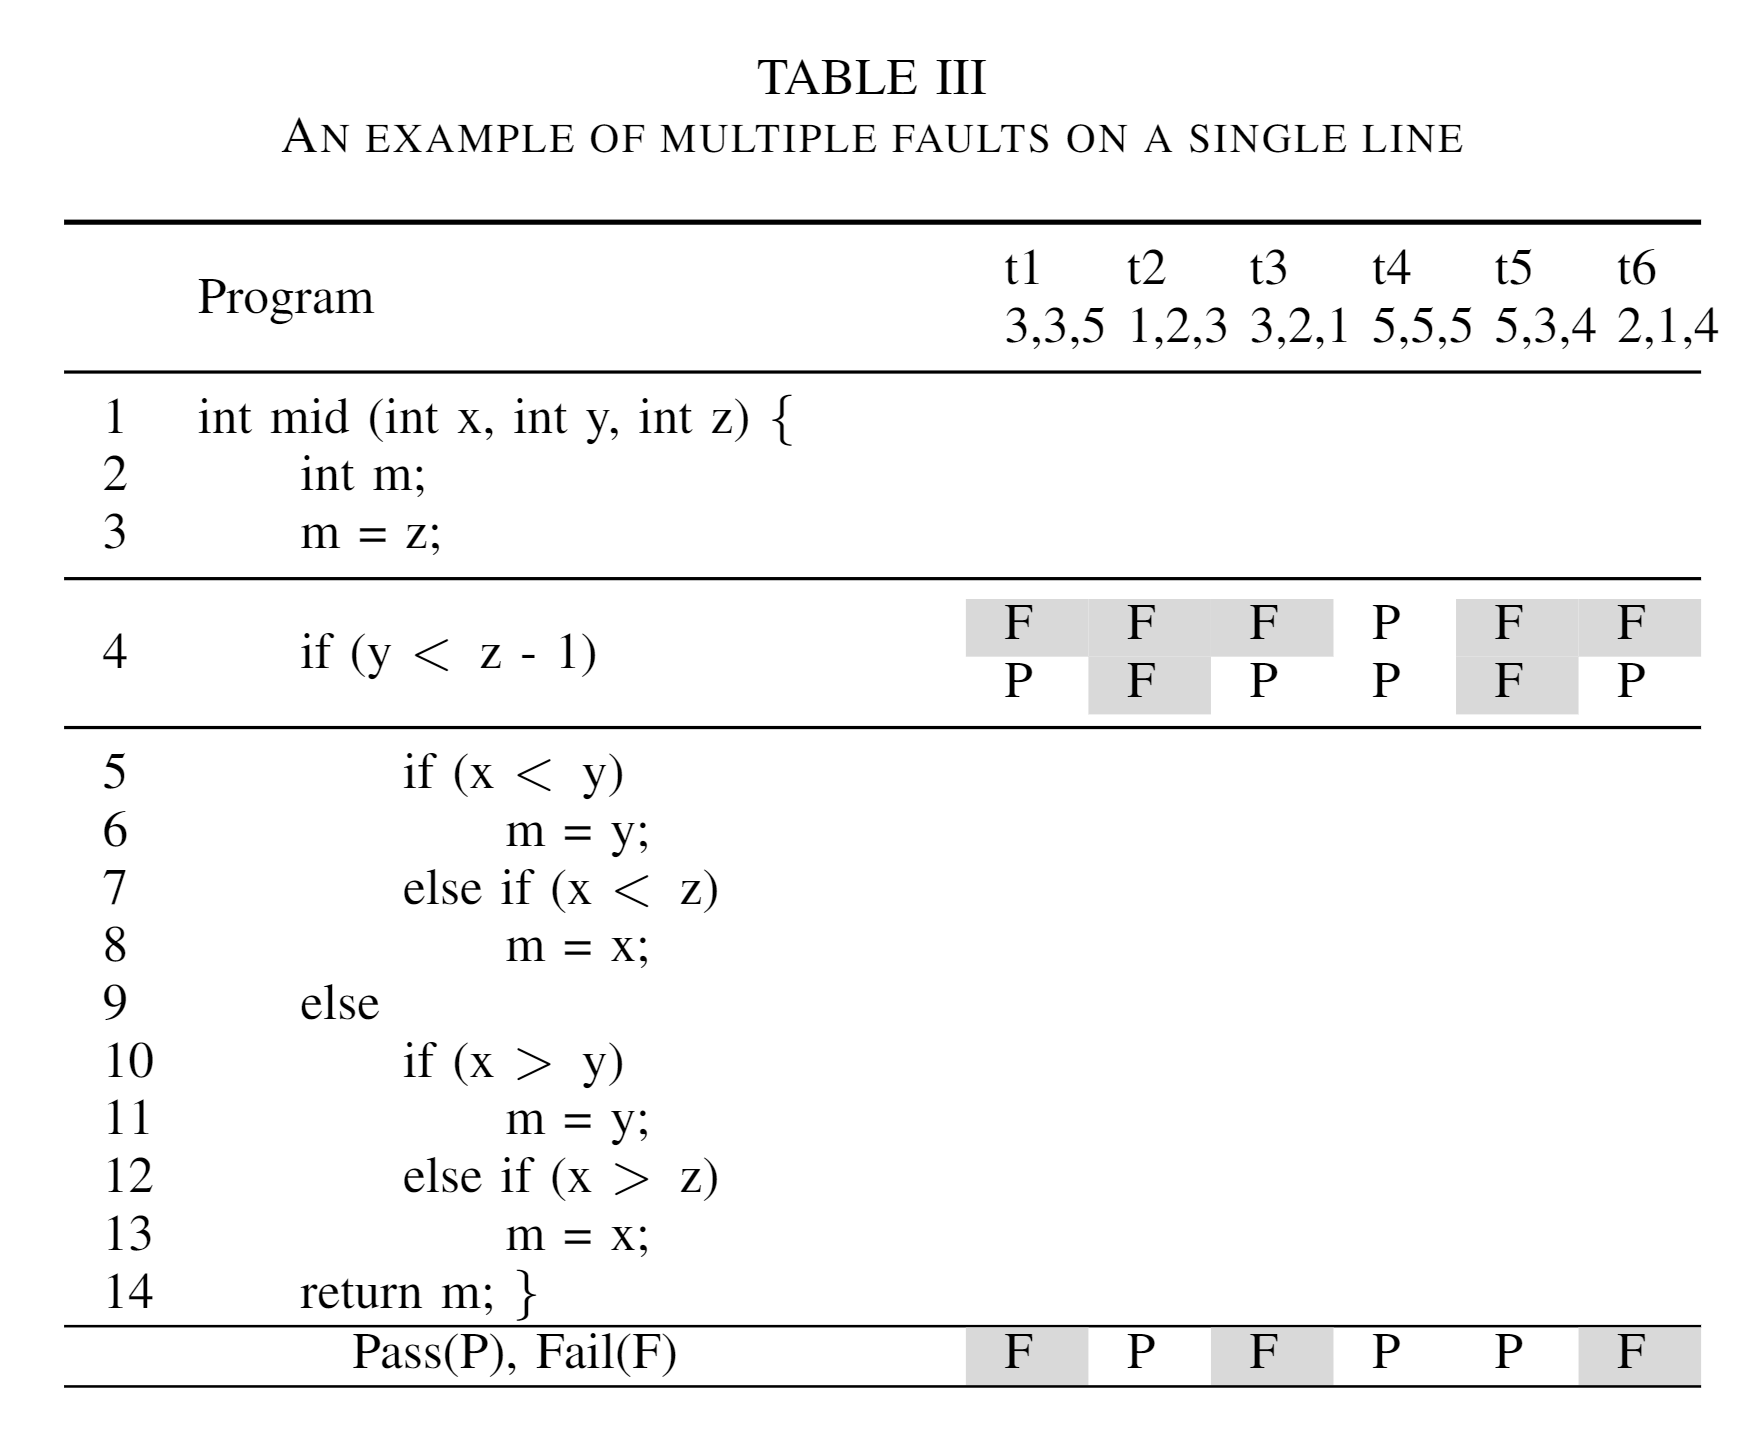 TABLE III
AN EXAMPLE OF MULTIPLE FAULTS ON A SINGLE LINE
Program t1 t2 t3 t4 t5 t6
3,3,5 1,2,3 3,2,1 5,5,5 5,3,4 2,1,4
1 int mid (int x, int y, int z) {
2 int m;
3 m = z;
4 if (y < z - 1) F F F P F F
P F P P F P
5 if (x < y)
6 m = y;
7 else if (x < z)
8 m = x;
9 else
10 if (x > y)
11 m = y;
12 else if (x > z)
13 m = x;
14 return m; }
Pass(P), Fail(F) F P F P P F